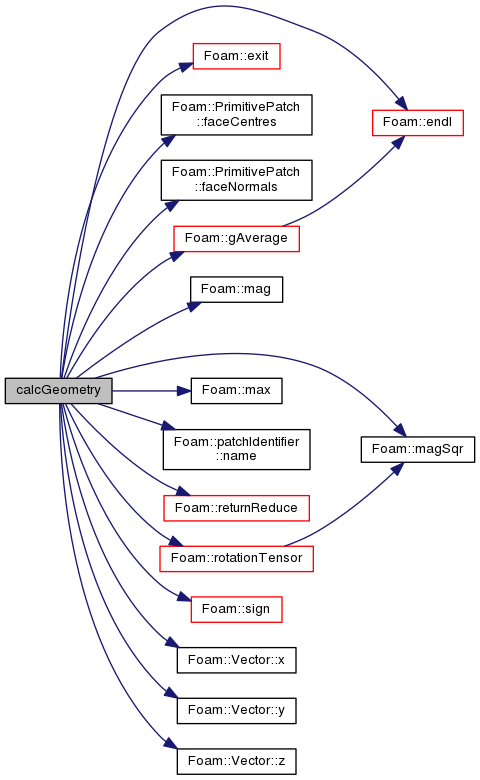 calcGeometry
Foam::exit
Foam::PrimitivePatch
::faceCentres
Foam::PrimitivePatch
::faceNormals
Foam::gAverage
Foam::mag
Foam::max
Foam::patchIdentifier
::name
Foam::returnReduce
Foam::rotationTensor
Foam::sign
Foam::Vector::x
Foam::Vector::y
Foam::Vector::z
Foam::endl
Foam::magSqr